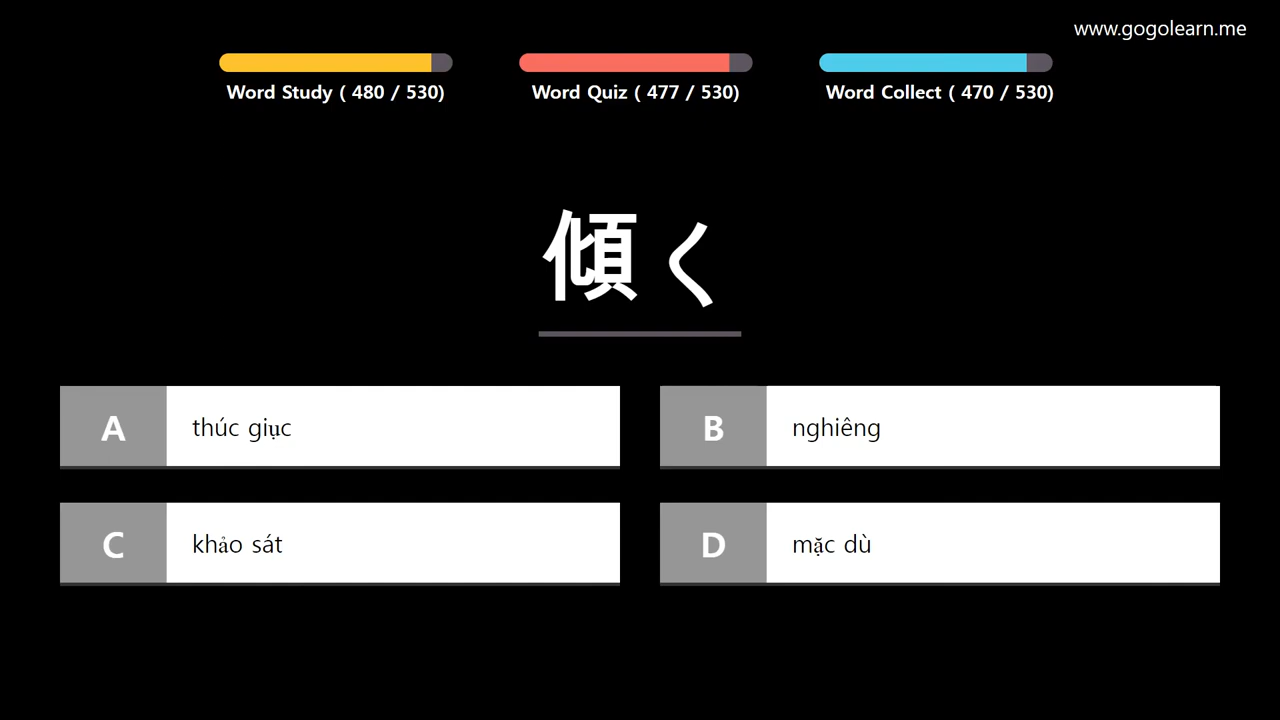 www.gogolearn.me
Word Study ( 480 / 530)
Word Quiz ( 477 / 530)
Word Collect ( 470 / 530)
傾く
A thúc giục
B nghiêng
C khảo sát
D mặc dù